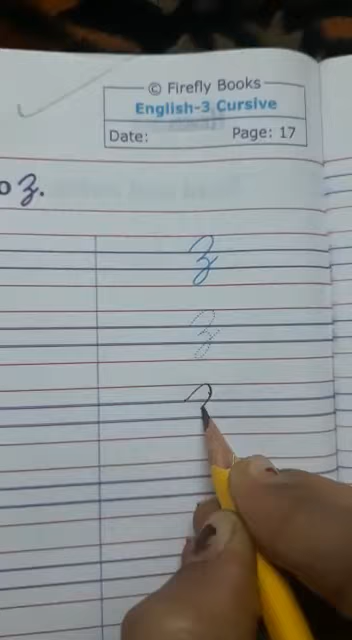 © Firefly Books
English-3 Cursive
Date: Page: 17
o z.
z
z